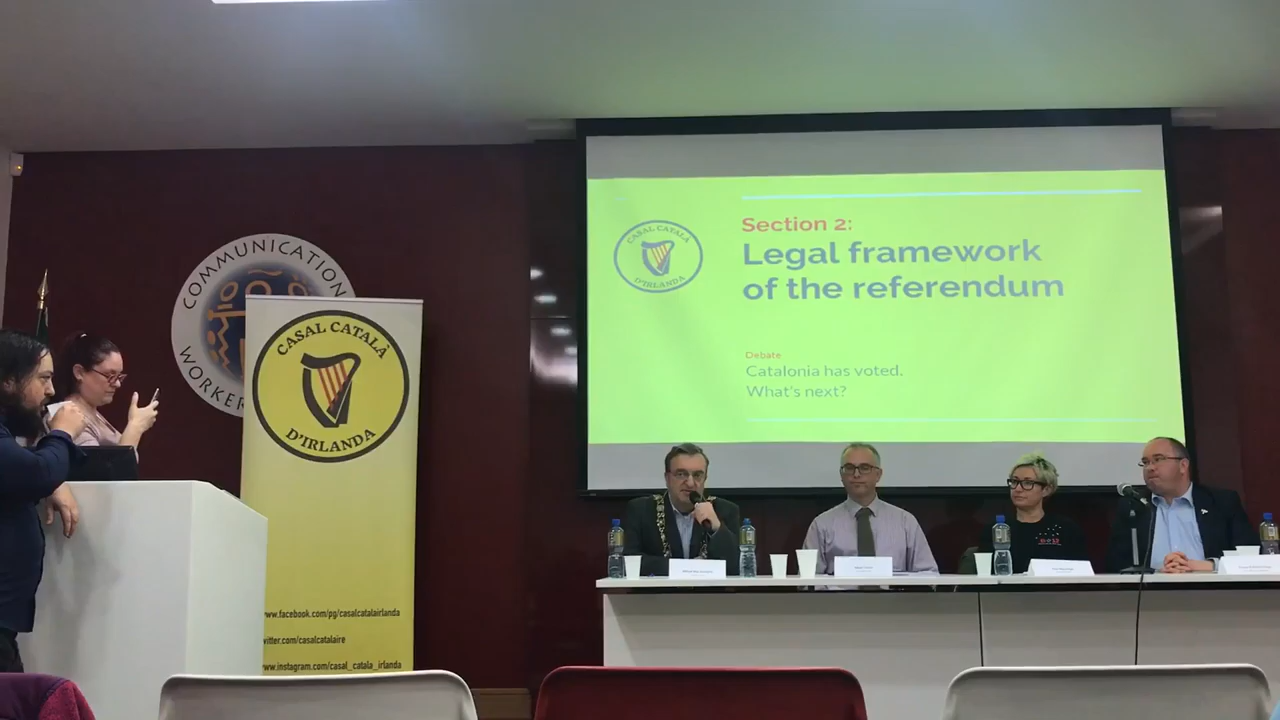 COMMUNICATION
WORKER
CASAL CATALÀ
D'IRLANDA
www.facebook.com/pg/casalcatalairlanda
witter.com/casalcatalaire
www.instagram.com/casal_catala_irlanda
CASAL CATALÀ
D'IRLANDA
Section 2:
Legal framework
of the referendum
Debate
Catalonia has voted.
What's next?